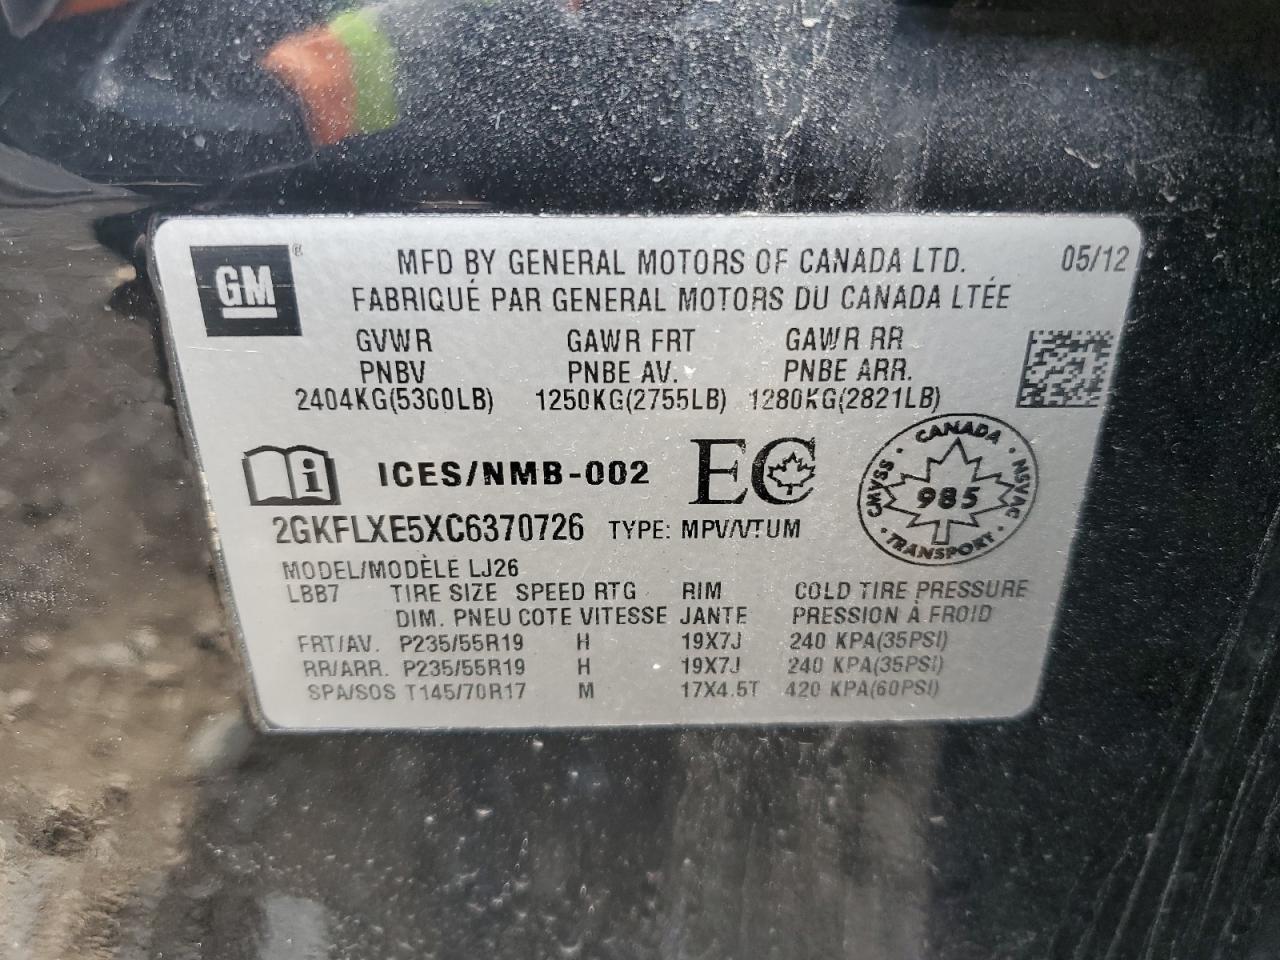 GM ®
MFD BY GENERAL MOTORS OF CANADA LTD. 05/12
FABRIQUÉ PAR GENERAL MOTORS DU CANADA LTÉE
GVWR GAWR FRT GAWR RR
PNBV PNBE AV. PNBE ARR.
2404KG(5300LB) 1250KG(2755LB) 1280KG(2821LB)
i ICES/NMB-002 EC
CANADA
CMVSS 985 NSVAC
TRANSPORT
2GKFLXE5XC6370726 TYPE: MPV/VTUM
MODEL/MODÈLE LJ26
LBB7 TIRE SIZE SPEED RTG RIM COLD TIRE PRESSURE
DIM. PNEU COTE VITESSE JANTE PRESSION À FROID
FRT/AV. P235/55R19 H 19X7J 240 KPA(35PSI)
RR/ARR. P235/55R19 H 19X7J 240 KPA(35PSI)
SPA/SOS T145/70R17 M 17X4.5T 420 KPA(60PSI)